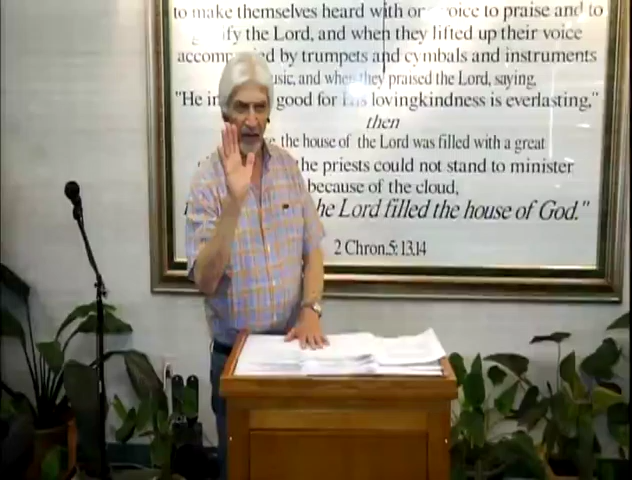 to make themselves heard with voice to praise and to
the Lord, and when they lifted up their voice
by trumpets and cymbals and instruments
and when they praised the Lord, saying,
"He good for lovingkindness is everlasting,"
then
the house of the Lord was filled with a great
the priests could not stand to minister
because of the cloud,
the Lord filled the house of God."
2 Chron.5: 13,14